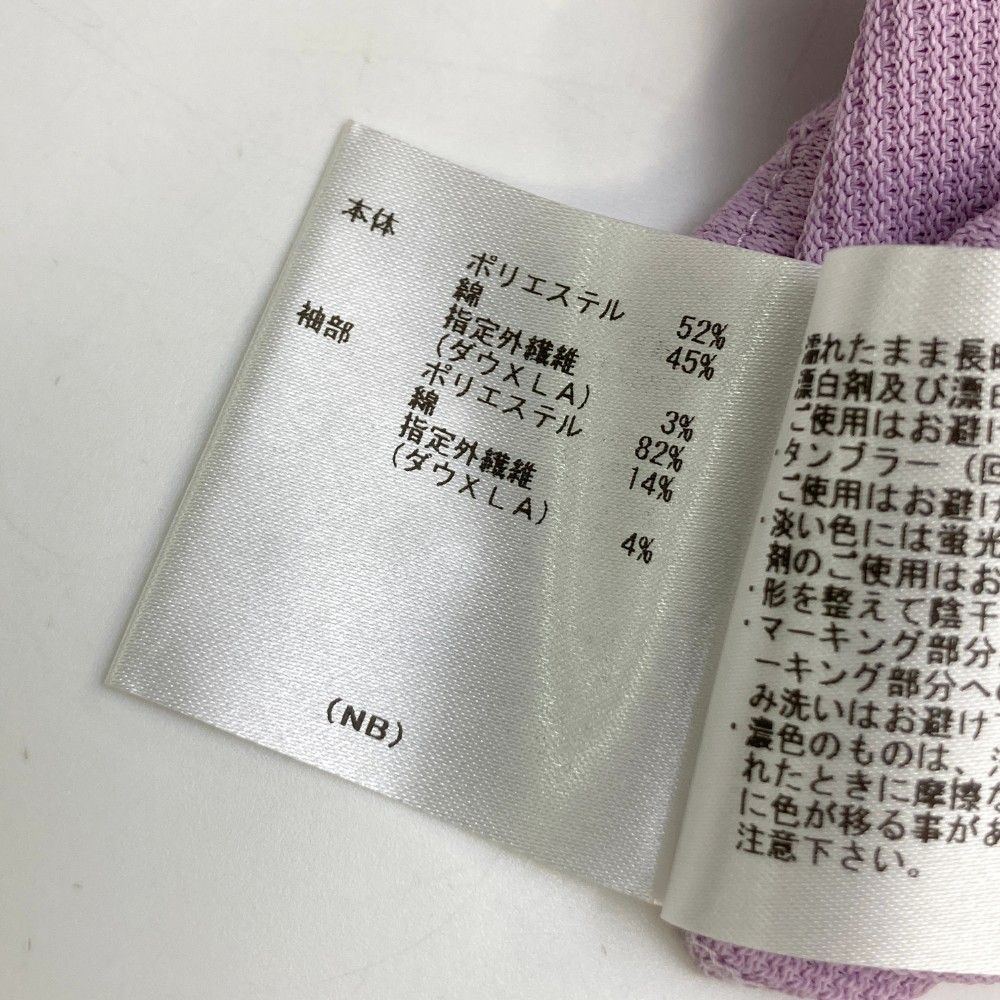 本体
ポリエステル 52%
綿 45%
指定外繊維
(ダウXLA) 3%
袖部
ポリエステル 82%
綿 14%
指定外繊維
(ダウXLA) 4%
(NB)
濡れたまま長
漂白剤及び漂
ご使用はお避け
・タンブラー(回
ご使用はお避け
・淡い色には蛍光
剤のご使用はお
・形を整えて陰干
・マーキング部分
ーキング部分へ
み洗いはお避け
・濃色のものは、
れたときに摩擦
に色が移る事があ
注意下さい。